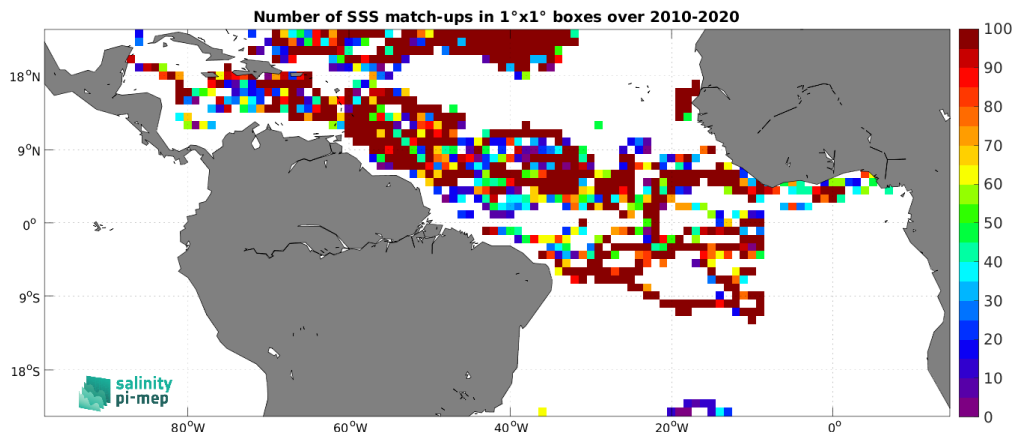 Number of SSS match-ups in 1°x1° boxes over 2010-2020
18°N
9°N
0°
9°S
18°S
80°W
60°W
40°W
20°W
0°
100
90
80
70
60
50
40
30
20
10
0
salinity
pi-mep